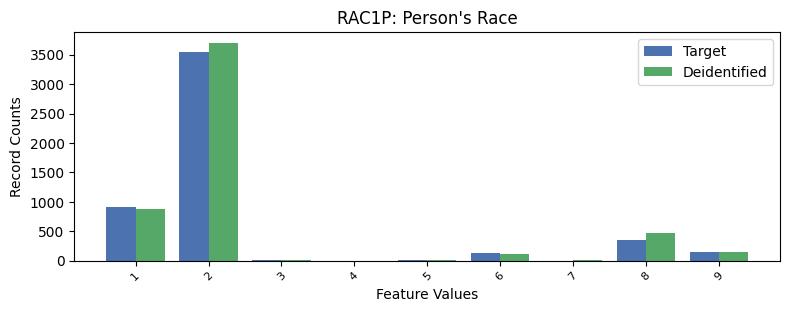 RAC1P: Person's Race
Record Counts
3500
3000
2500
2000
1500
1000
500
0
Target
Deidentified
1 2 3 4 5 6 7 8 9
Feature Values